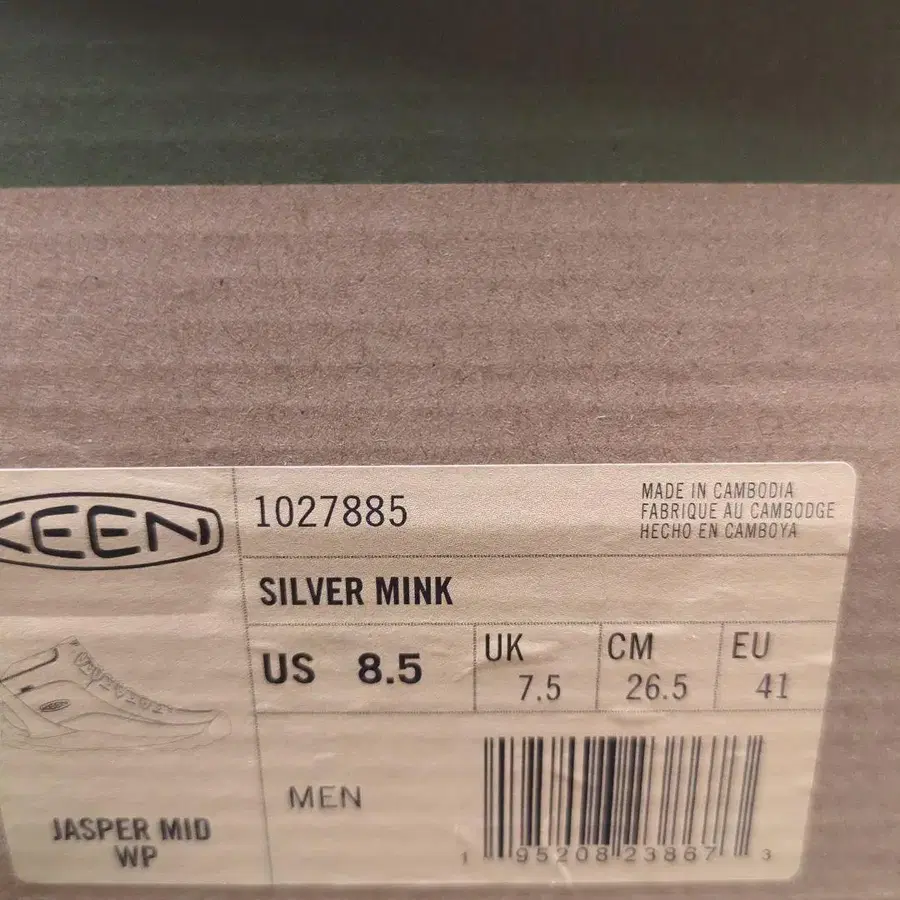 KEEN
1027885
MADE IN CAMBODIA
FABRIQUE AU CAMBODGE
HECHO EN CAMBOYA
SILVER MINK
US 8.5
UK 7.5
CM 26.5
EU 41
MEN
JASPER MID
WP
1 95208 23867 3